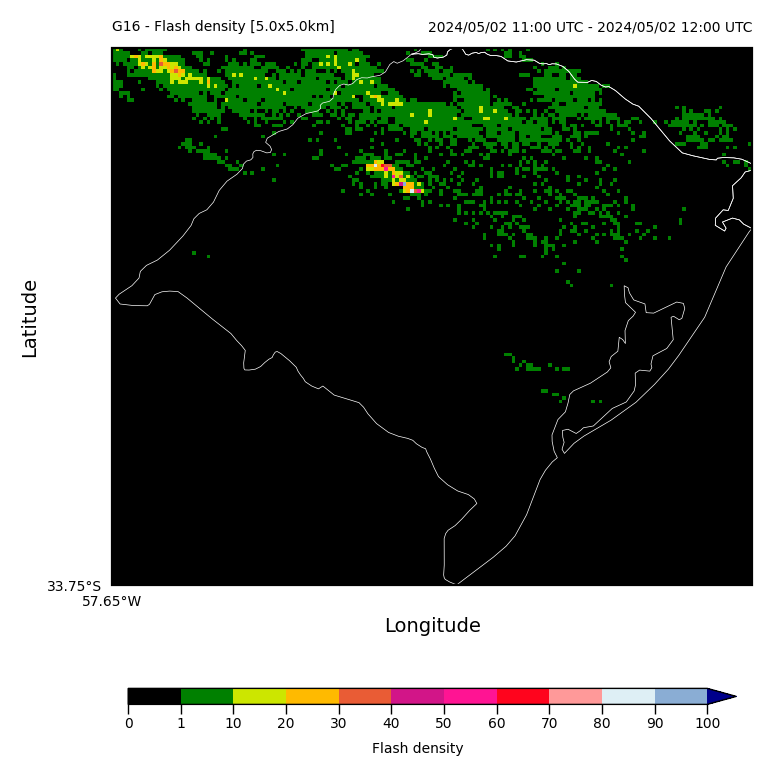 G16 - Flash density [5.0x5.0km]
2024/05/02 11:00 UTC - 2024/05/02 12:00 UTC
Latitude
33.75°S
57.65°W
Longitude
0 1 10 20 30 40 50 60 70 80 90 100
Flash density